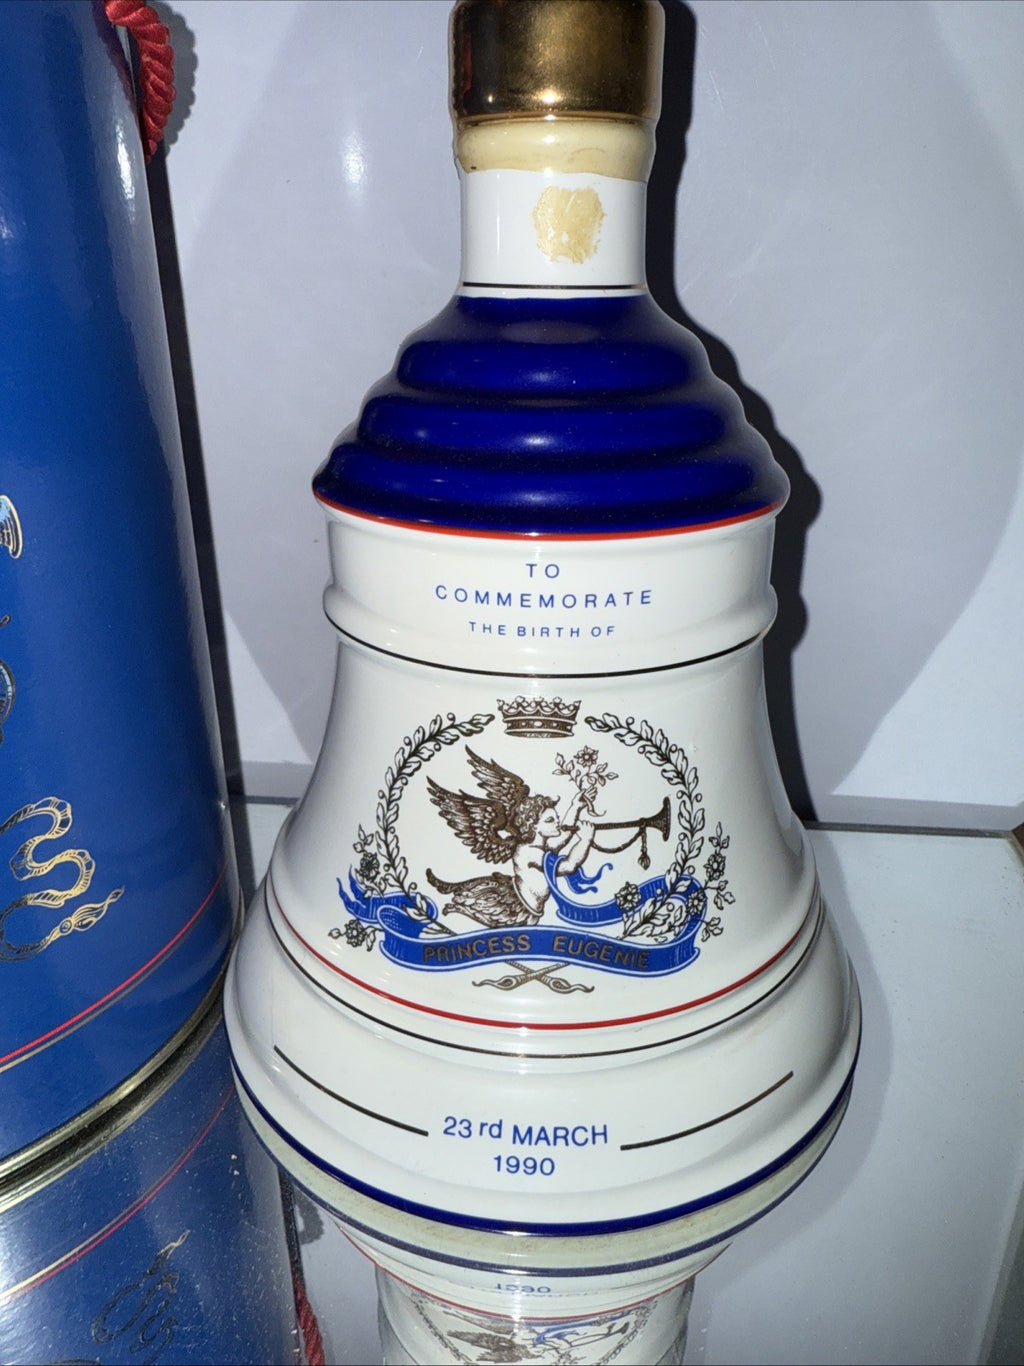 TO
COMMEMORATE
THE BIRTH OF
PRINCESS EUGENIE
23rd MARCH
1990